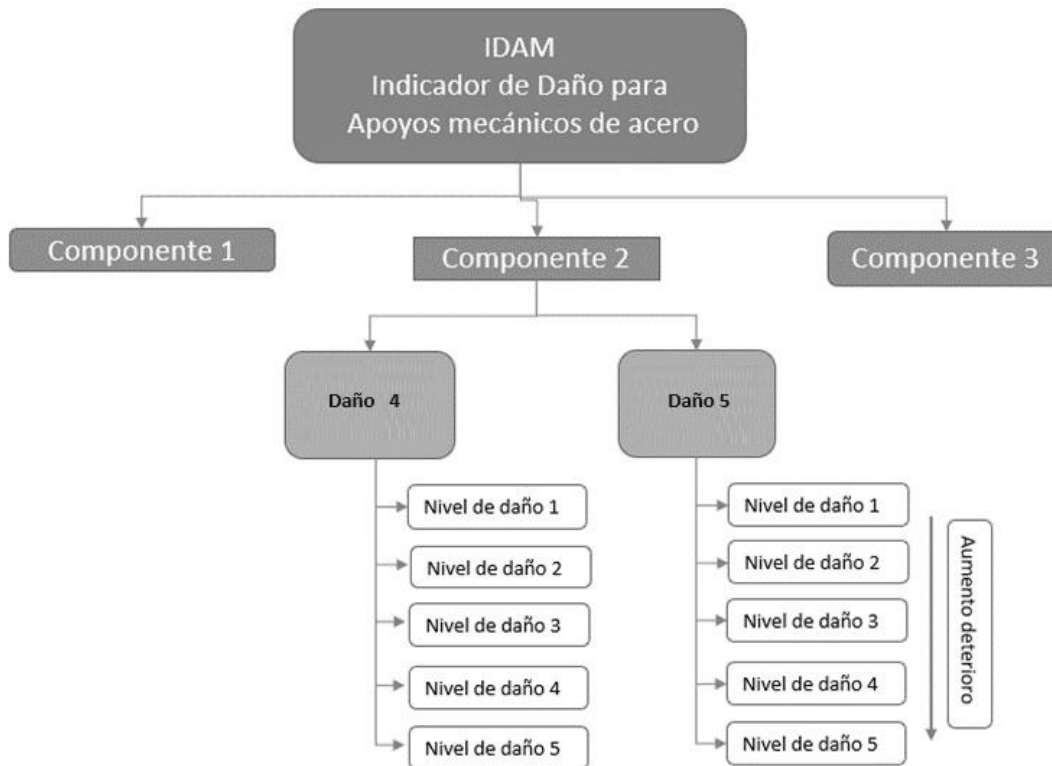 IDAM
Indicador de Daño para
Apoyos mecánicos de acero
Componente 1
Componente 2
Componente 3
Daño 4
Daño 5
Nivel de daño 1
Nivel de daño 2
Nivel de daño 3
Nivel de daño 4
Nivel de daño 5
Nivel de daño 1
Nivel de daño 2
Nivel de daño 3
Nivel de daño 4
Nivel de daño 5
Aumento deterioro